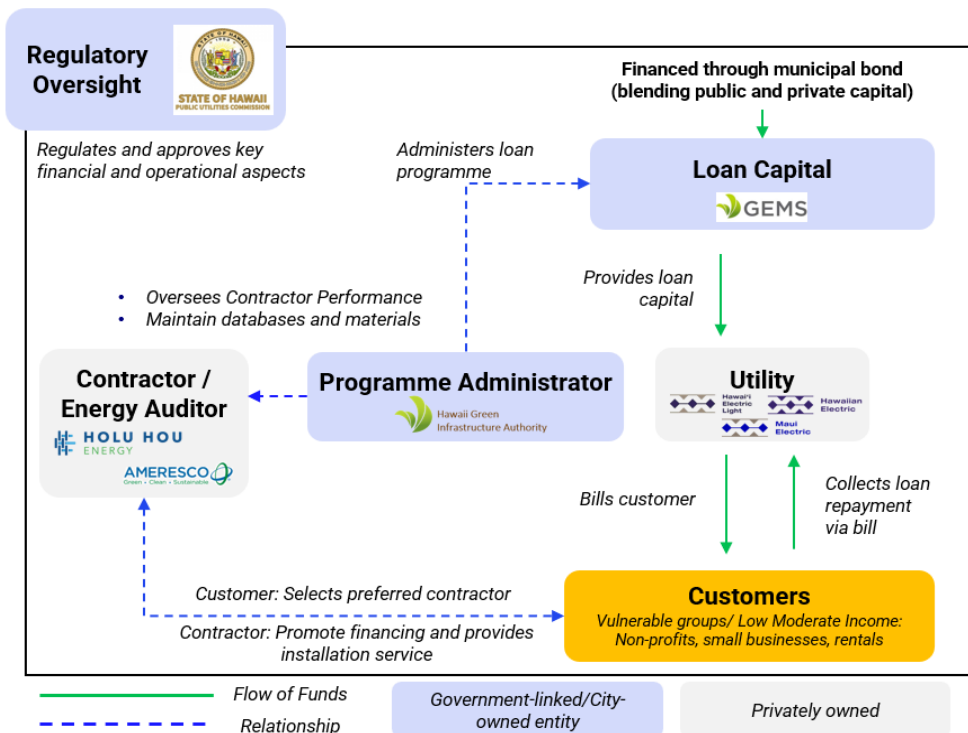 Regulatory
Oversight
STATE OF HAWAII
1959
STATE OF HAWAII
PUBLIC UTILITIES COMMISSION
Financed through municipal bond
(blending public and private capital)
Regulates and approves key
financial and operational aspects
Administers loan
programme
Loan Capital
GEMS
Provides loan
capital
• Oversees Contractor Performance
• Maintain databases and materials
Contractor /
Energy Auditor
HOLU HOU
ENERGY
AMERESCO
Green • Clean • Sustainable
Programme Administrator
Hawaii Green
Infrastructure Authority
Utility
Hawai‘i
Electric
Light
Hawaiian
Electric
Maui
Electric
Bills customer
Collects loan
repayment
via bill
Customer: Selects preferred contractor
Contractor: Promote financing and provides
installation service
Customers
Vulnerable groups/ Low Moderate Income:
Non-profits, small businesses, rentals
Flow of Funds
Relationship
Government-linked/City-
owned entity
Privately owned